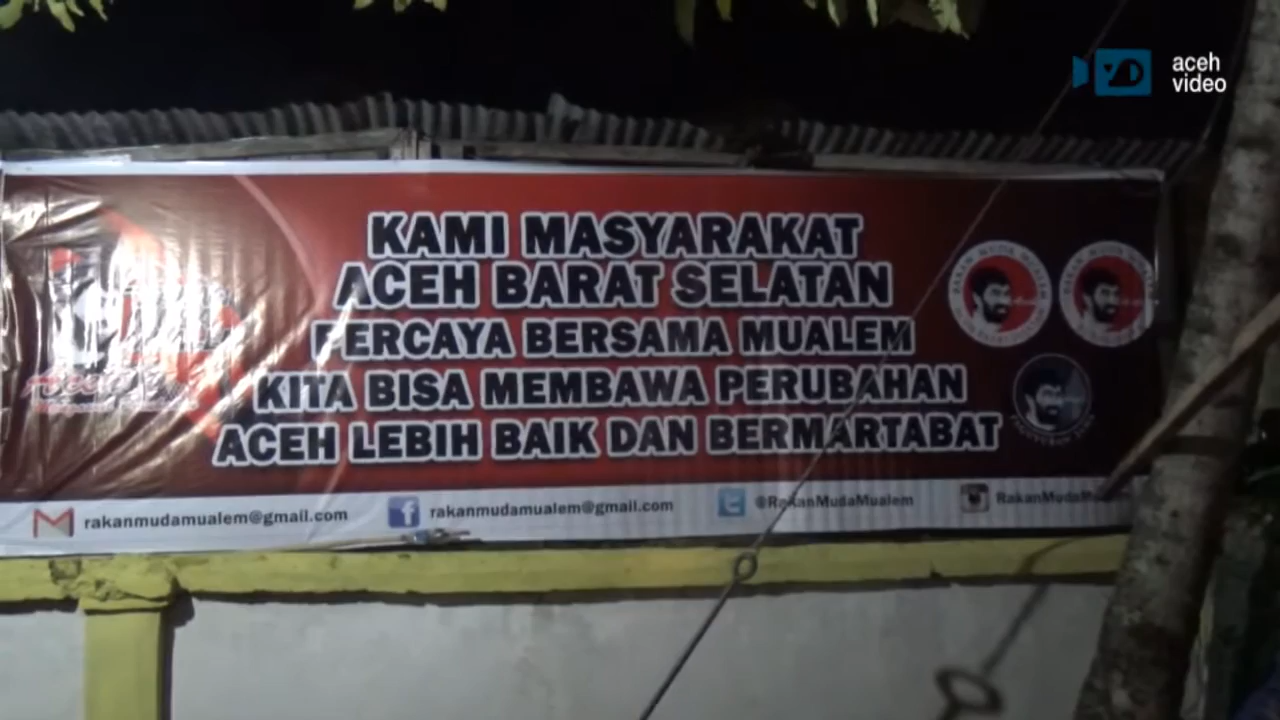 aceh
video
KAMI MASYARAKAT
ACEH BARAT SELATAN
PERCAYA BERSAMA MUALEM
KITA BISA MEMBAWA PERUBAHAN
ACEH LEBIH BAIK DAN BERMARTABAT
rakanmudamualem@gmail.com
rakanmudamualem@gmail.com
@RakanMudaMualem